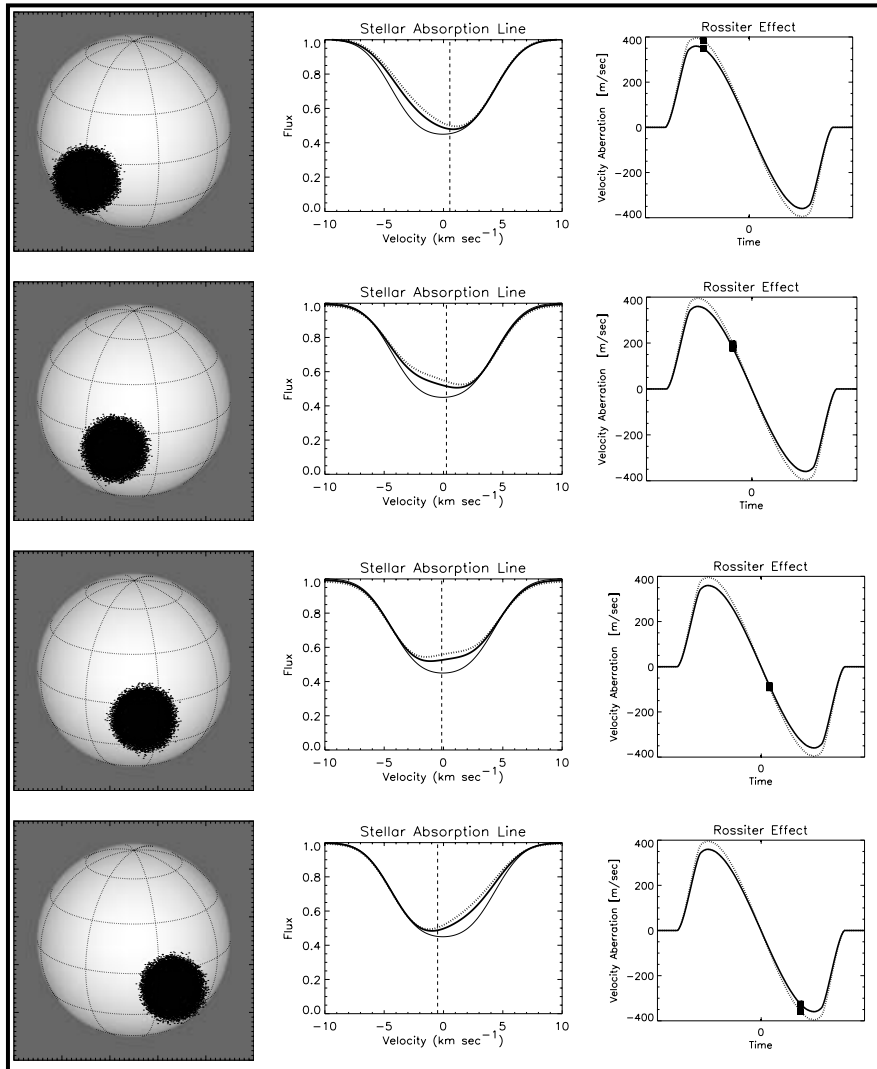 Stellar Absorption Line
Rossiter Effect
1.0
0.8
0.6
0.4
0.2
0.0
Flux
-10 -5 0 5 10
Velocity (km sec⁻¹)
400
200
0
-200
-400
Velocity Aberration [m/sec]
0
Time
Stellar Absorption Line
Rossiter Effect
1.0
0.8
0.6
0.4
0.2
0.0
Flux
-10 -5 0 5 10
Velocity (km sec⁻¹)
400
200
0
-200
-400
Velocity Aberration [m/sec]
0
Time
Stellar Absorption Line
Rossiter Effect
1.0
0.8
0.6
0.4
0.2
0.0
Flux
-10 -5 0 5 10
Velocity (km sec⁻¹)
400
200
0
-200
-400
Velocity Aberration [m/sec]
0
Time
Stellar Absorption Line
Rossiter Effect
1.0
0.8
0.6
0.4
0.2
0.0
Flux
-10 -5 0 5 10
Velocity (km sec⁻¹)
400
200
0
-200
-400
Velocity Aberration [m/sec]
0
Time